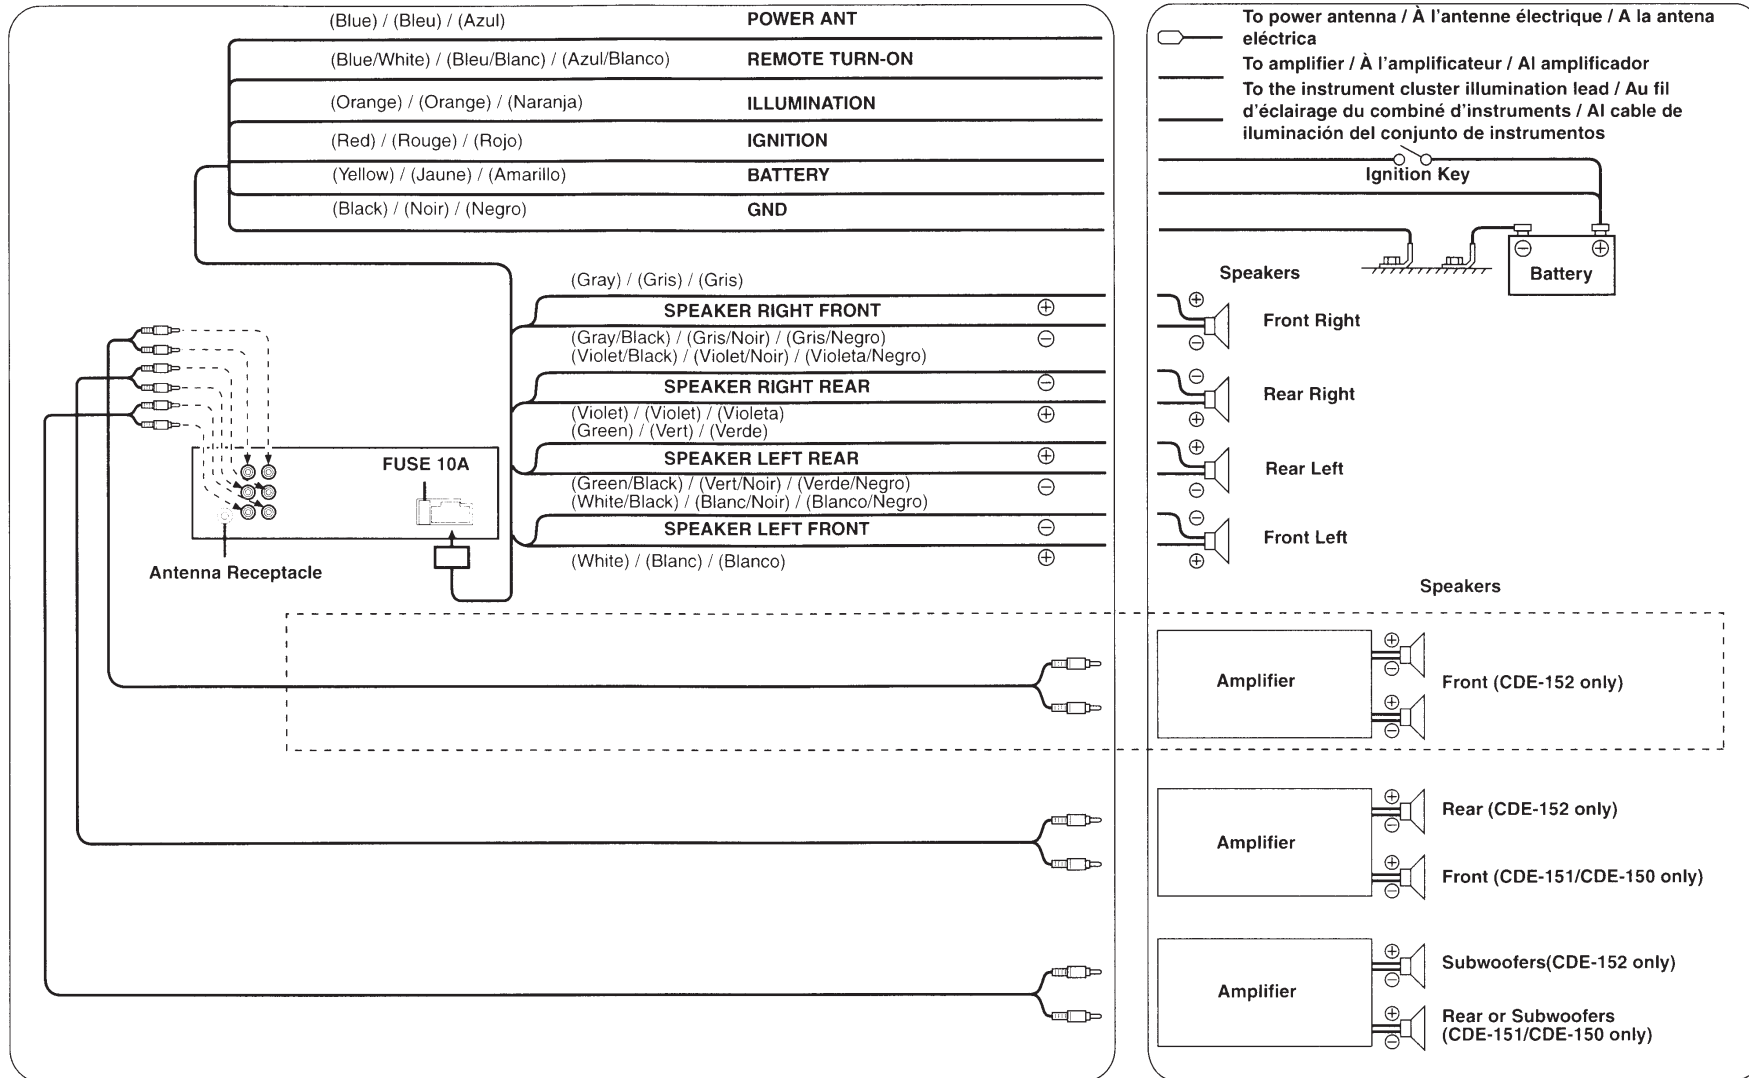 (Blue) / (Bleu) / (Azul) POWER ANT
(Blue/White) / (Bleu/Blanc) / (Azul/Blanco) REMOTE TURN-ON
(Orange) / (Orange) / (Naranja) ILLUMINATION
(Red) / (Rouge) / (Rojo) IGNITION
(Yellow) / (Jaune) / (Amarillo) BATTERY
(Black) / (Noir) / (Negro) GND
(Gray) / (Gris) / (Gris)
SPEAKER RIGHT FRONT ⊕
(Gray/Black) / (Gris/Noir) / (Gris/Negro) ⊖
(Violet/Black) / (Violet/Noir) / (Violeta/Negro)
SPEAKER RIGHT REAR ⊖
(Violet) / (Violet) / (Violeta) ⊕
(Green) / (Vert) / (Verde)
SPEAKER LEFT REAR ⊕
(Green/Black) / (Vert/Noir) / (Verde/Negro) ⊖
(White/Black) / (Blanc/Noir) / (Blanco/Negro)
SPEAKER LEFT FRONT ⊖
(White) / (Blanc) / (Blanco) ⊕
FUSE 10A
Antenna Receptacle
To power antenna / À l'antenne électrique / A la antena
eléctrica
To amplifier / À l'amplificateur / Al amplificador
To the instrument cluster illumination lead / Au fil
d'éclairage du combiné d'instruments / Al cable de
iluminación del conjunto de instrumentos
Ignition Key
⊖ ⊕
Battery
Speakers
⊕
Front Right
⊖
⊖
Rear Right
⊕
⊕
Rear Left
⊖
⊖
Front Left
⊕
Speakers
Amplifier
⊕
⊖
Front (CDE-152 only)
⊕
⊖
Amplifier
⊕
Rear (CDE-152 only)
⊖
⊕
Front (CDE-151/CDE-150 only)
⊖
Amplifier
⊕
Subwoofers(CDE-152 only)
⊖
⊕
Rear or Subwoofers
(CDE-151/CDE-150 only)
⊖